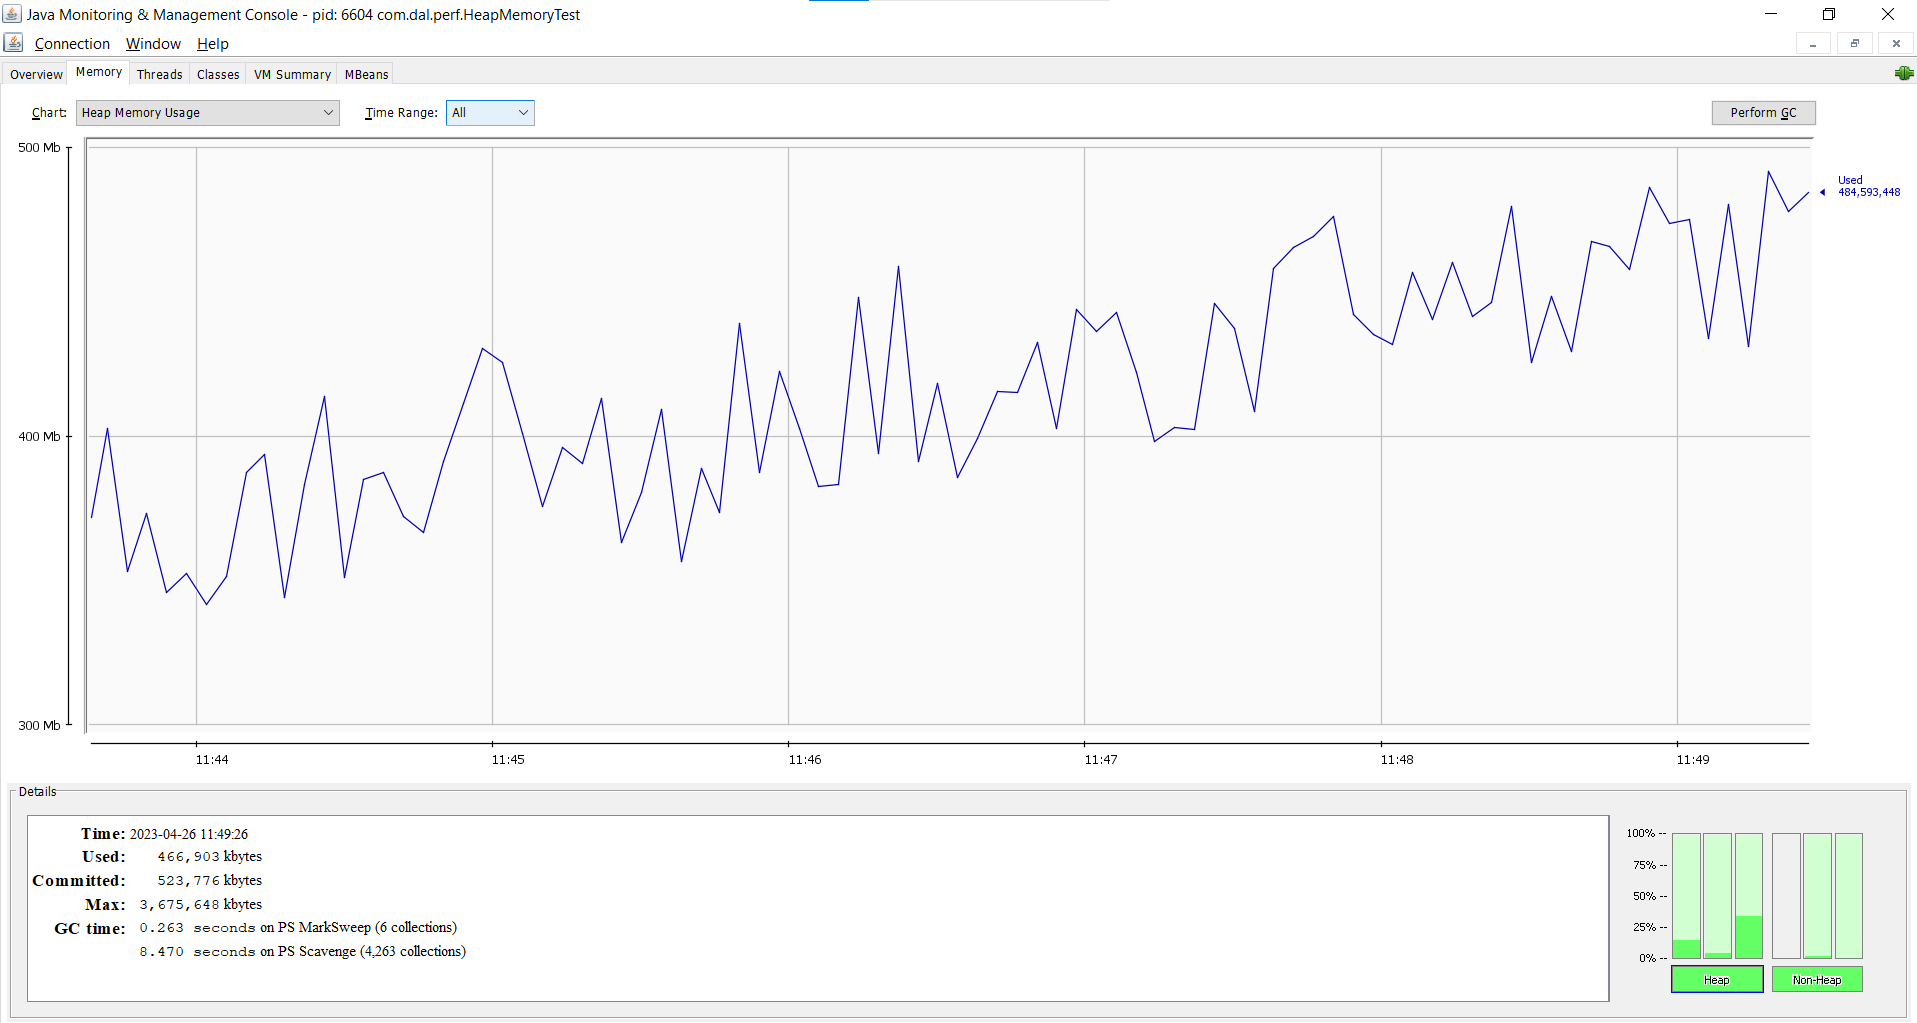 Java Monitoring & Management Console - pid: 6604 com.dal.perf.HeapMemoryTest
Connection Window Help
Overview Memory Threads Classes VM Summary MBeans
Chart: Heap Memory Usage Time Range: All Perform GC
500 Mb
Used
484,593,448
400 Mb
300 Mb
11:44 11:45 11:46 11:47 11:48 11:49
Details
Time: 2023-04-26 11:49:26
Used: 466,903 kbytes
Committed: 523,776 kbytes
Max: 3,675,648 kbytes
GC time: 0.263 seconds on PS MarkSweep (6 collections)
8.470 seconds on PS Scavenge (4,263 collections)
100% --
75% --
50% --
25% --
0% --
Heap Non-Heap